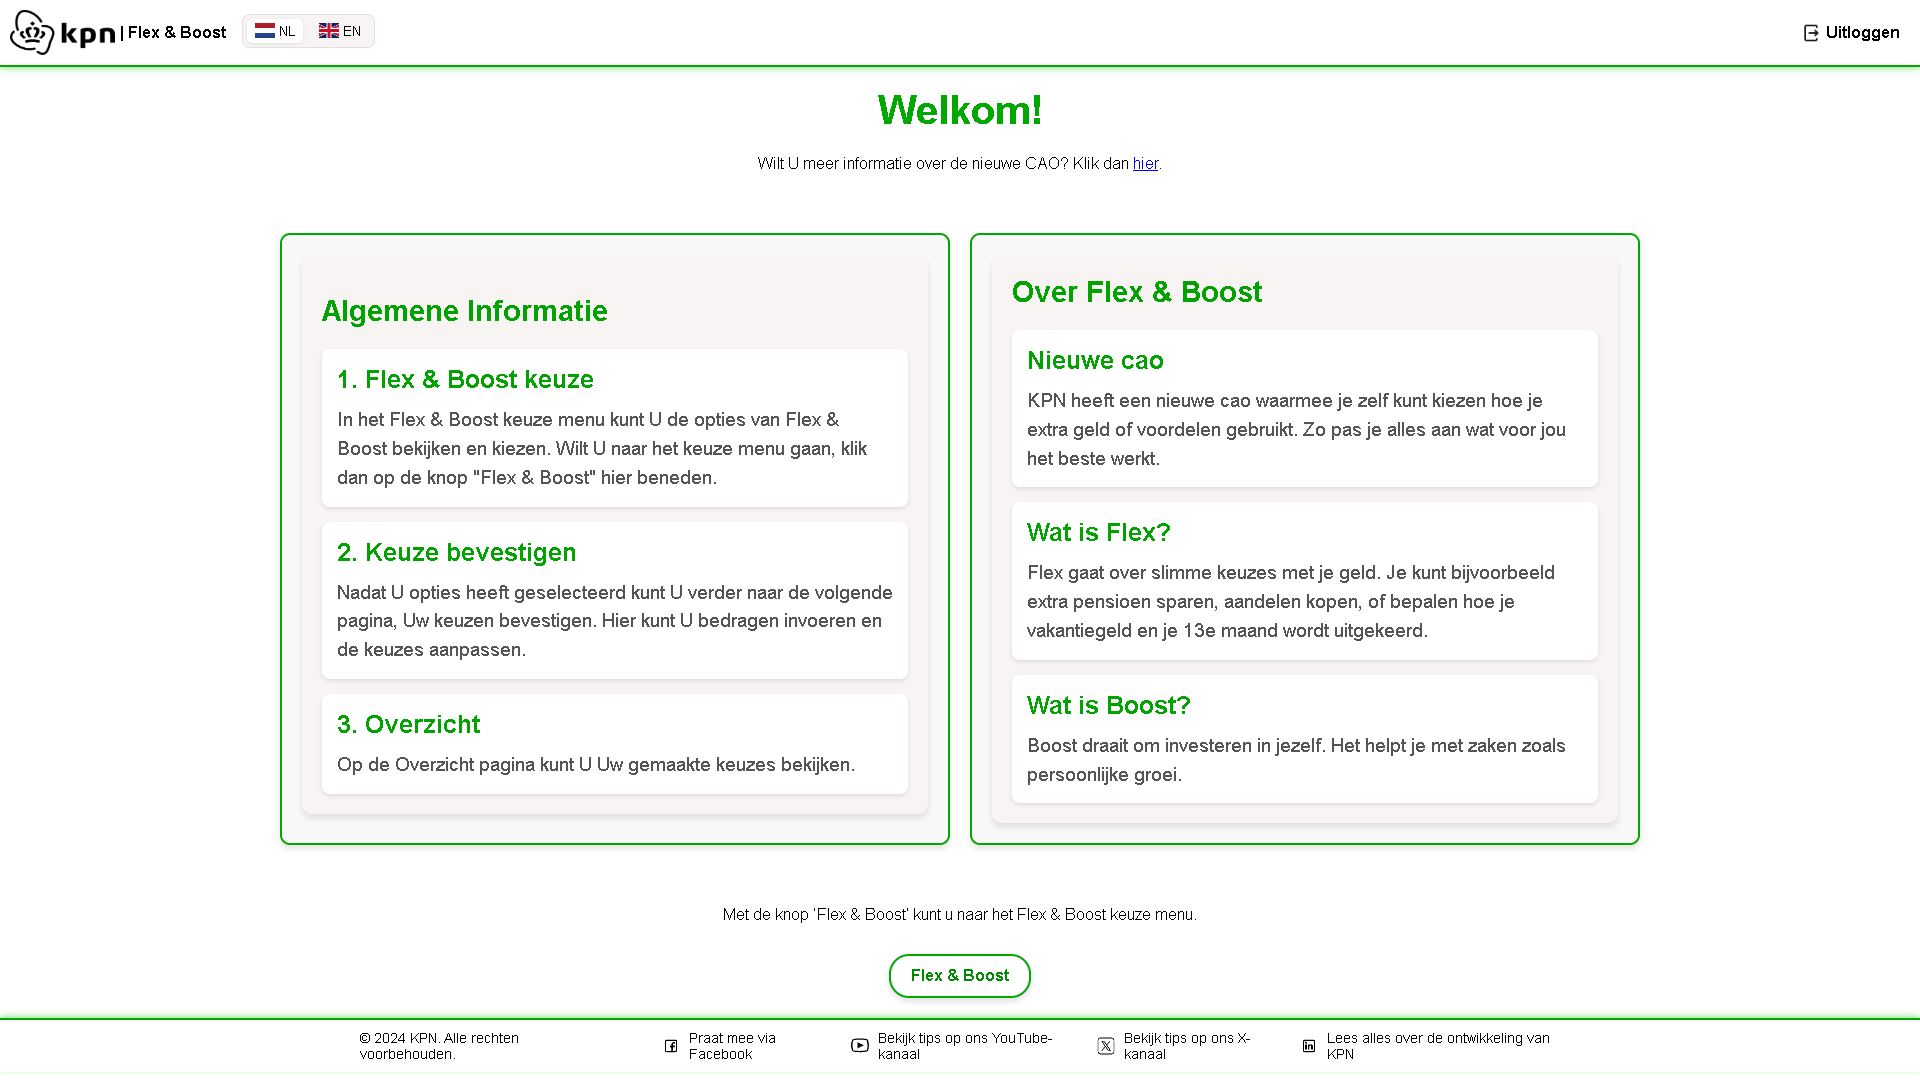 kpn | Flex & Boost NL EN Uitloggen
Welkom!
Wilt U meer informatie over de nieuwe CAO? Klik dan hier.
Algemene Informatie
1. Flex & Boost keuze
In het Flex & Boost keuze menu kunt U de opties van Flex &
Boost bekijken en kiezen. Wilt U naar het keuze menu gaan, klik
dan op de knop "Flex & Boost" hier beneden.
2. Keuze bevestigen
Nadat U opties heeft geselecteerd kunt U verder naar de volgende
pagina, Uw keuzen bevestigen. Hier kunt U bedragen invoeren en
de keuzes aanpassen.
3. Overzicht
Op de Overzicht pagina kunt U Uw gemaakte keuzes bekijken.
Over Flex & Boost
Nieuwe cao
KPN heeft een nieuwe cao waarmee je zelf kunt kiezen hoe je
extra geld of voordelen gebruikt. Zo pas je alles aan wat voor jou
het beste werkt.
Wat is Flex?
Flex gaat over slimme keuzes met je geld. Je kunt bijvoorbeeld
extra pensioen sparen, aandelen kopen, of bepalen hoe je
vakantiegeld en je 13e maand wordt uitgekeerd.
Wat is Boost?
Boost draait om investeren in jezelf. Het helpt je met zaken zoals
persoonlijke groei.
Met de knop 'Flex & Boost' kunt u naar het Flex & Boost keuze menu.
Flex & Boost
© 2024 KPN. Alle rechten
voorbehouden.
Praat mee via
Facebook
Bekijk tips op ons YouTube-
kanaal
Bekijk tips op ons X-
kanaal
Lees alles over de ontwikkeling van
KPN